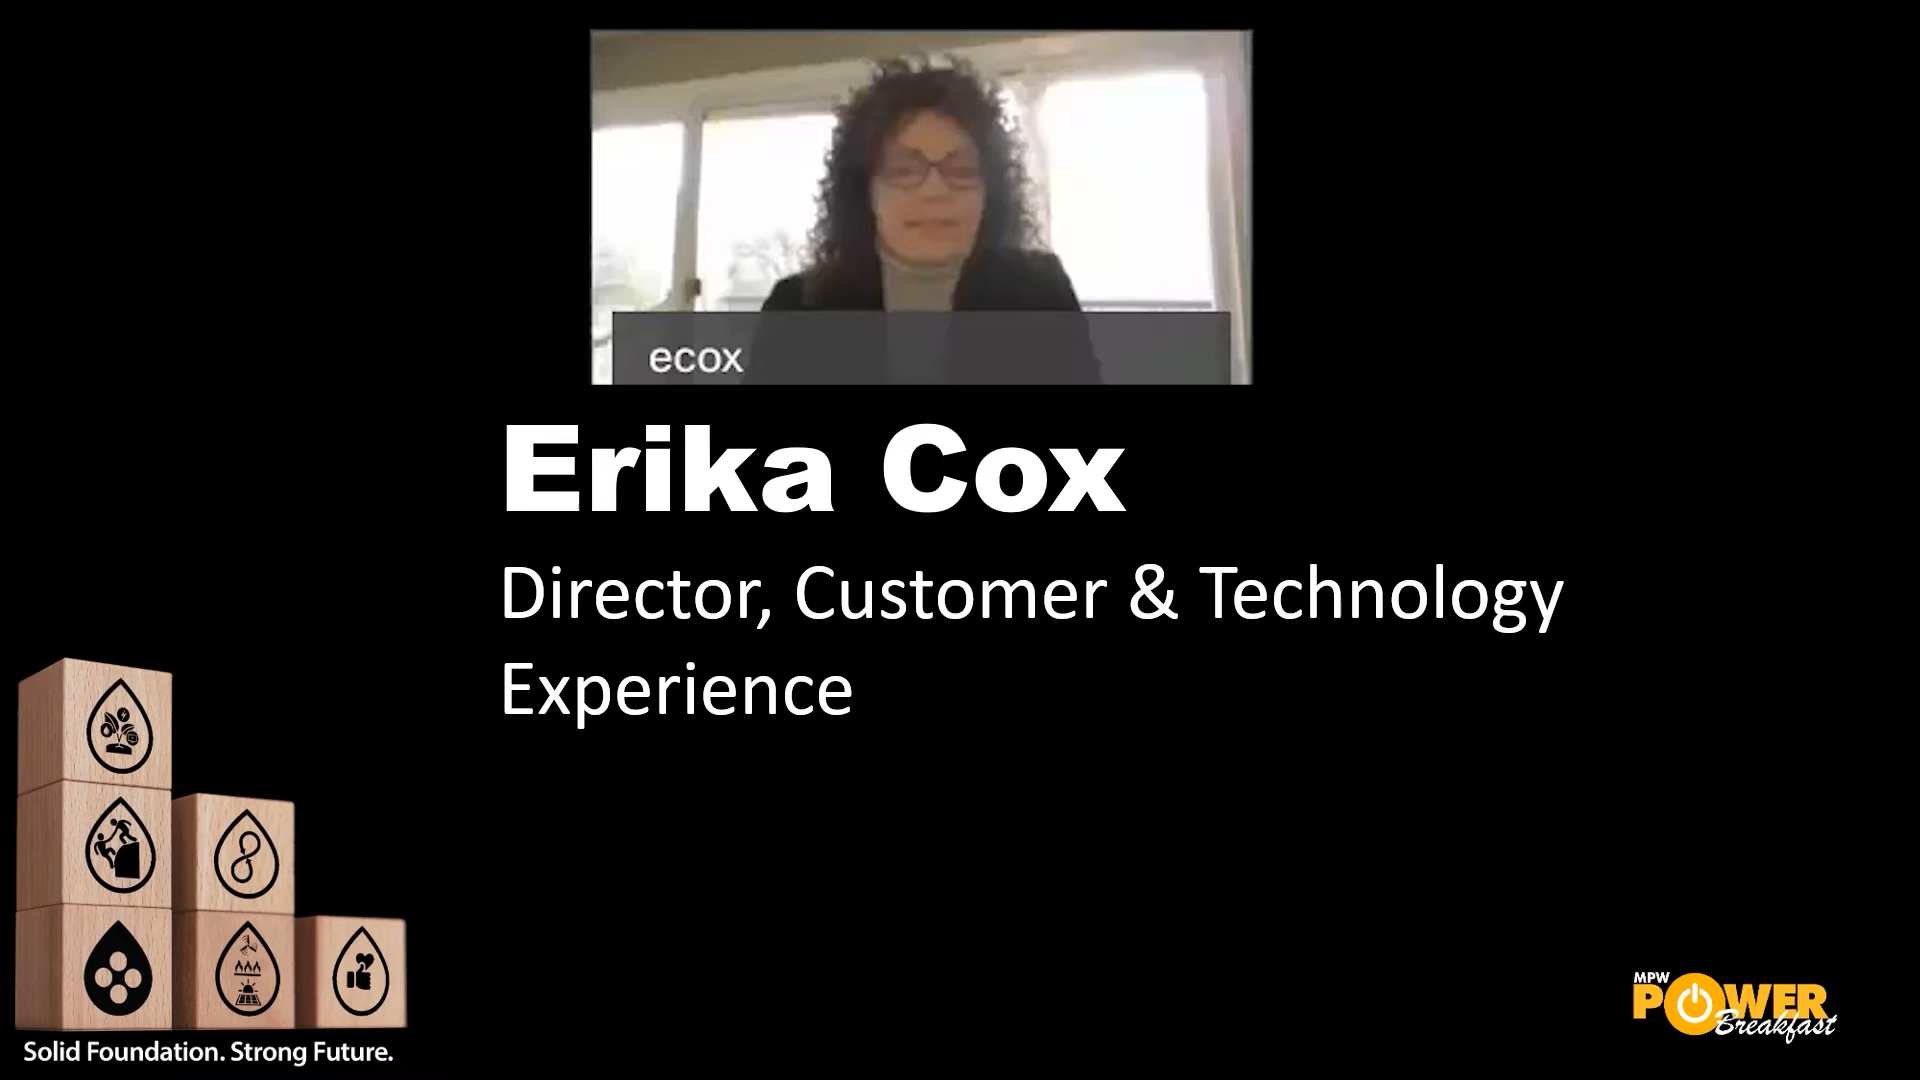 ecox
Erika Cox
Director, Customer & Technology
Experience
Solid Foundation. Strong Future.
MPW
POWER
Breakfast